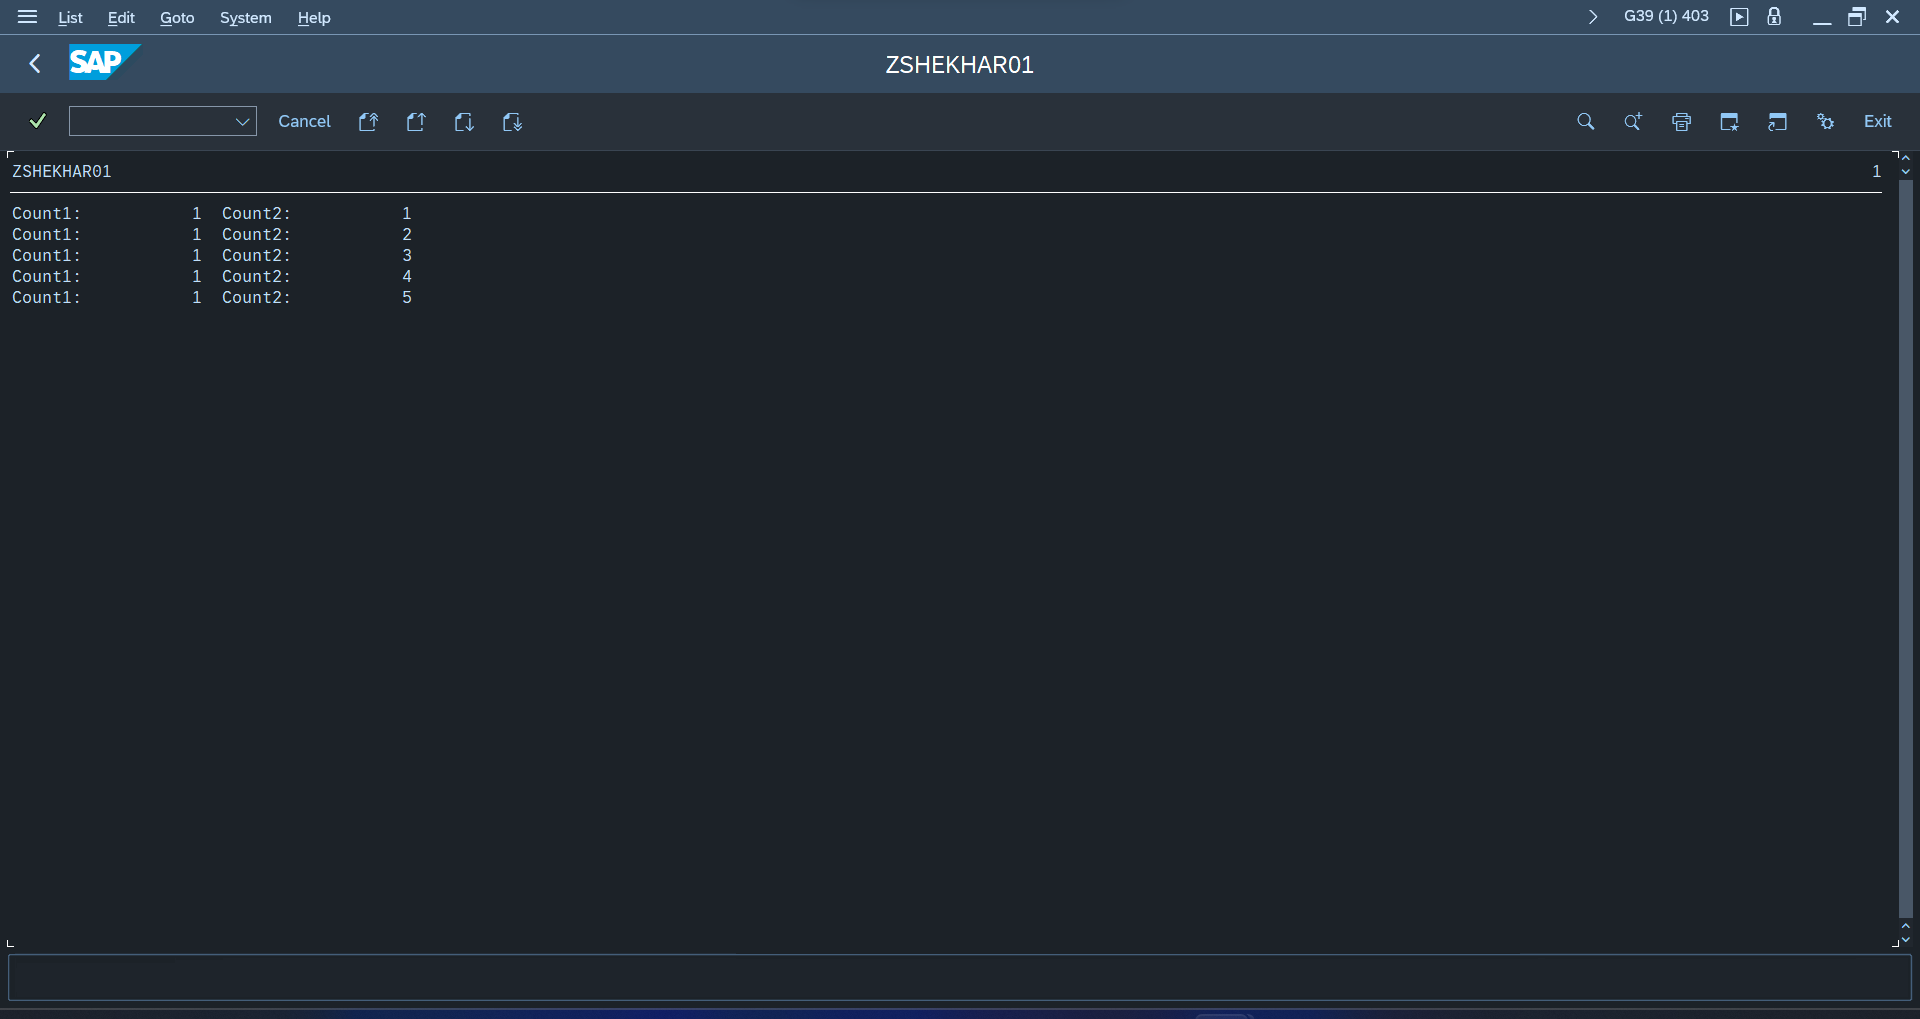 List Edit Goto System Help G39 (1) 403
SAP ZSHEKHAR01
Cancel Exit
ZSHEKHAR01 1
Count1: 1 Count2: 1
Count1: 1 Count2: 2
Count1: 1 Count2: 3
Count1: 1 Count2: 4
Count1: 1 Count2: 5